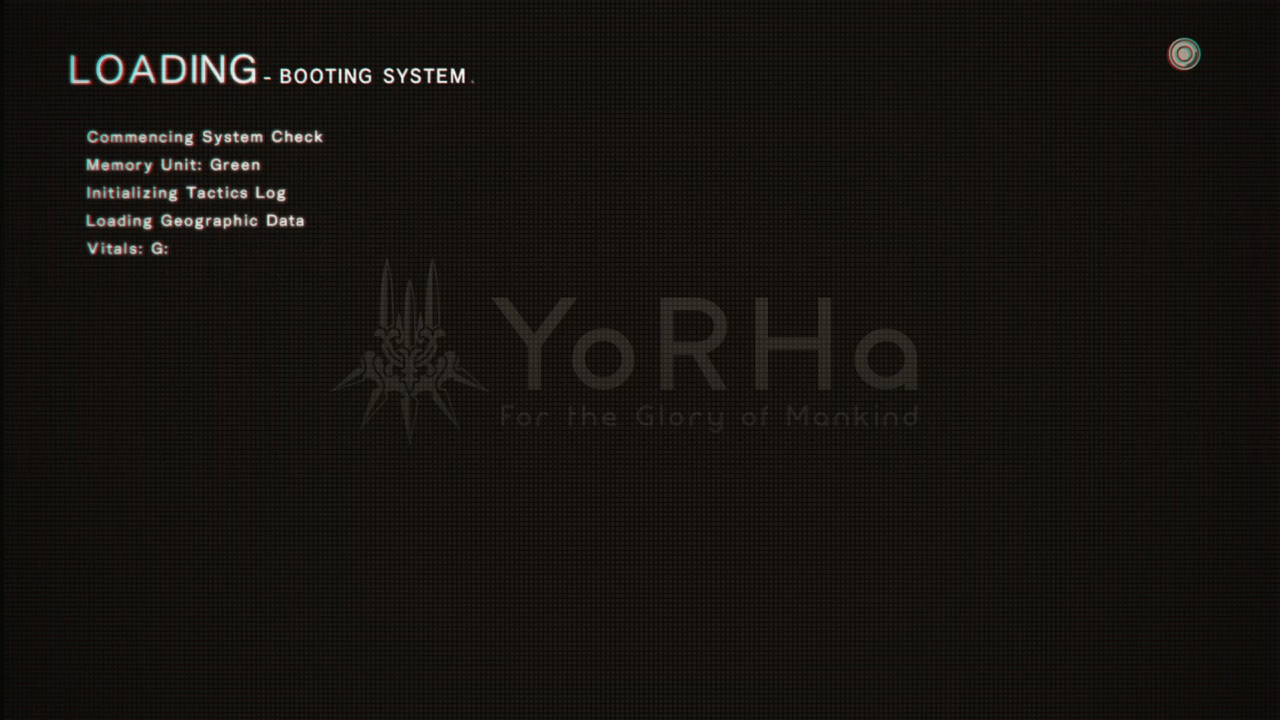 LOADING - BOOTING SYSTEM.
Commencing System Check
Memory Unit: Green
Initializing Tactics Log
Loading Geographic Data
Vitals: G:
YoRHa
For the Glory of Mankind